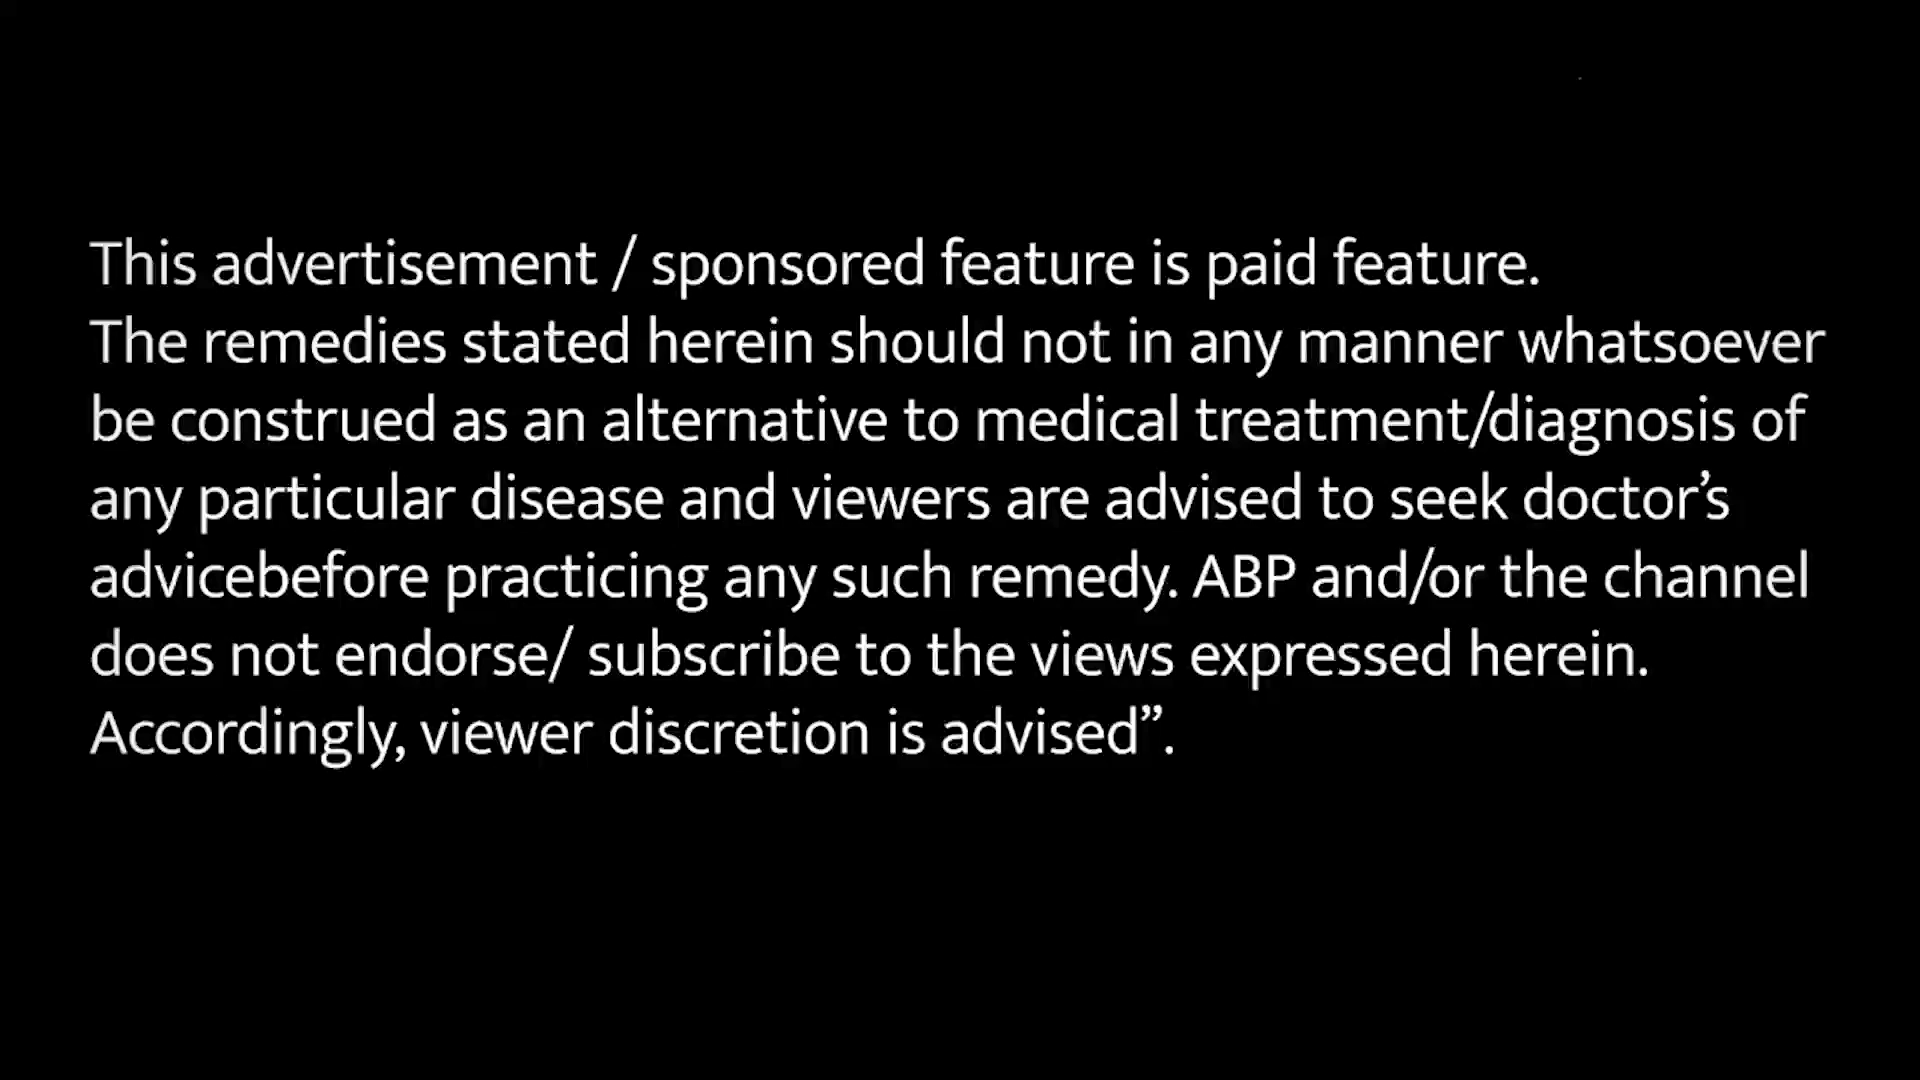 This advertisement / sponsored feature is paid feature.
The remedies stated herein should not in any manner whatsoever
be construed as an alternative to medical treatment/diagnosis of
any particular disease and viewers are advised to seek doctor’s
advicebefore practicing any such remedy. ABP and/or the channel
does not endorse/ subscribe to the views expressed herein.
Accordingly, viewer discretion is advised”.